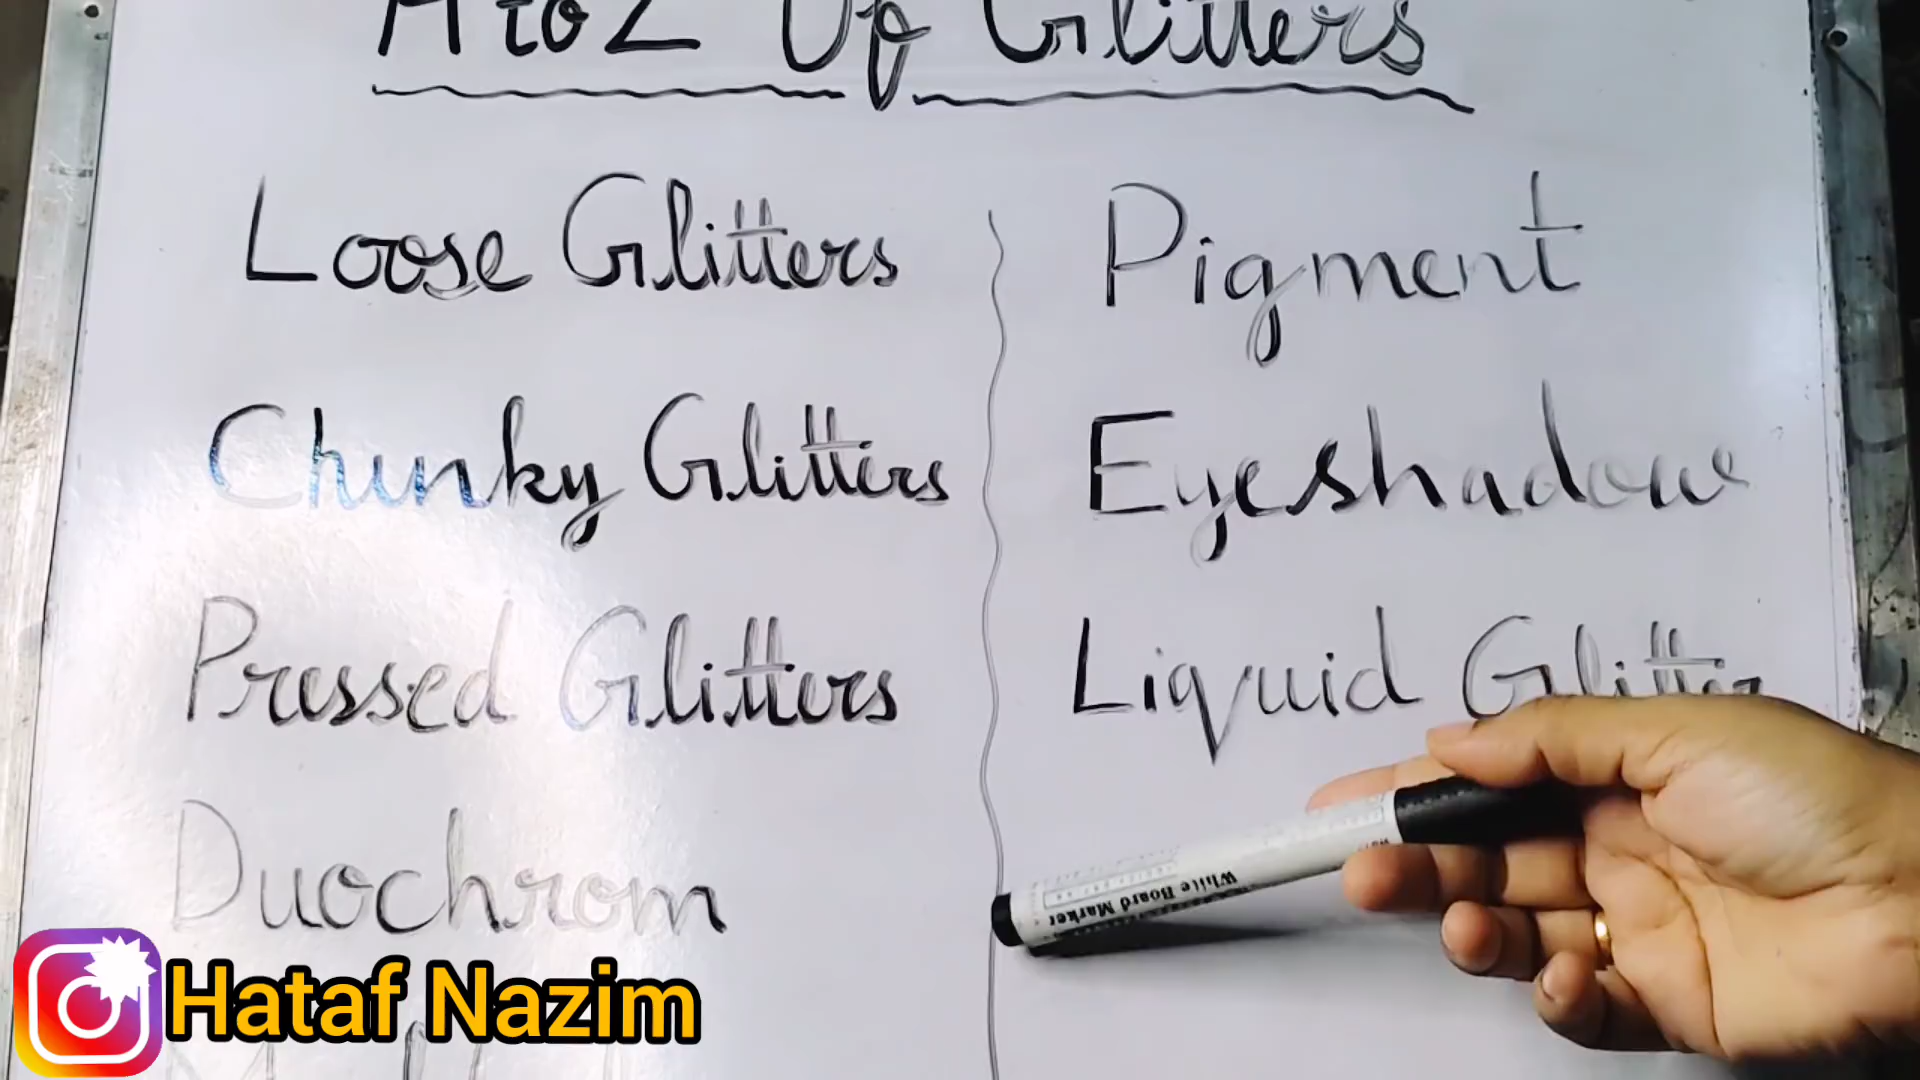 A to Z Of Glitters
Loose Glitters
Chunky Glitters
Pressed Glitters
Duochrom
Pigment
Eyeshadow
Liquid Glitter
White Board Marker
Hataf Nazim